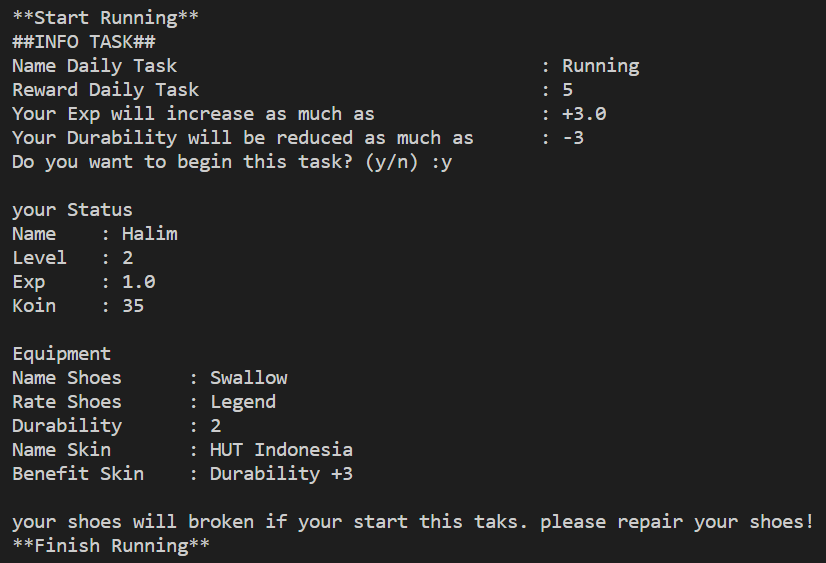 **Start Running**
##INFO TASK##
Name Daily Task : Running
Reward Daily Task : 5
Your Exp will increase as much as : +3.0
Your Durability will be reduced as much as : -3
Do you want to begin this task? (y/n) :y
your Status
Name : Halim
Level : 2
Exp : 1.0
Koin : 35
Equipment
Name Shoes : Swallow
Rate Shoes : Legend
Durability : 2
Name Skin : HUT Indonesia
Benefit Skin : Durability +3
your shoes will broken if your start this taks. please repair your shoes!
**Finish Running**